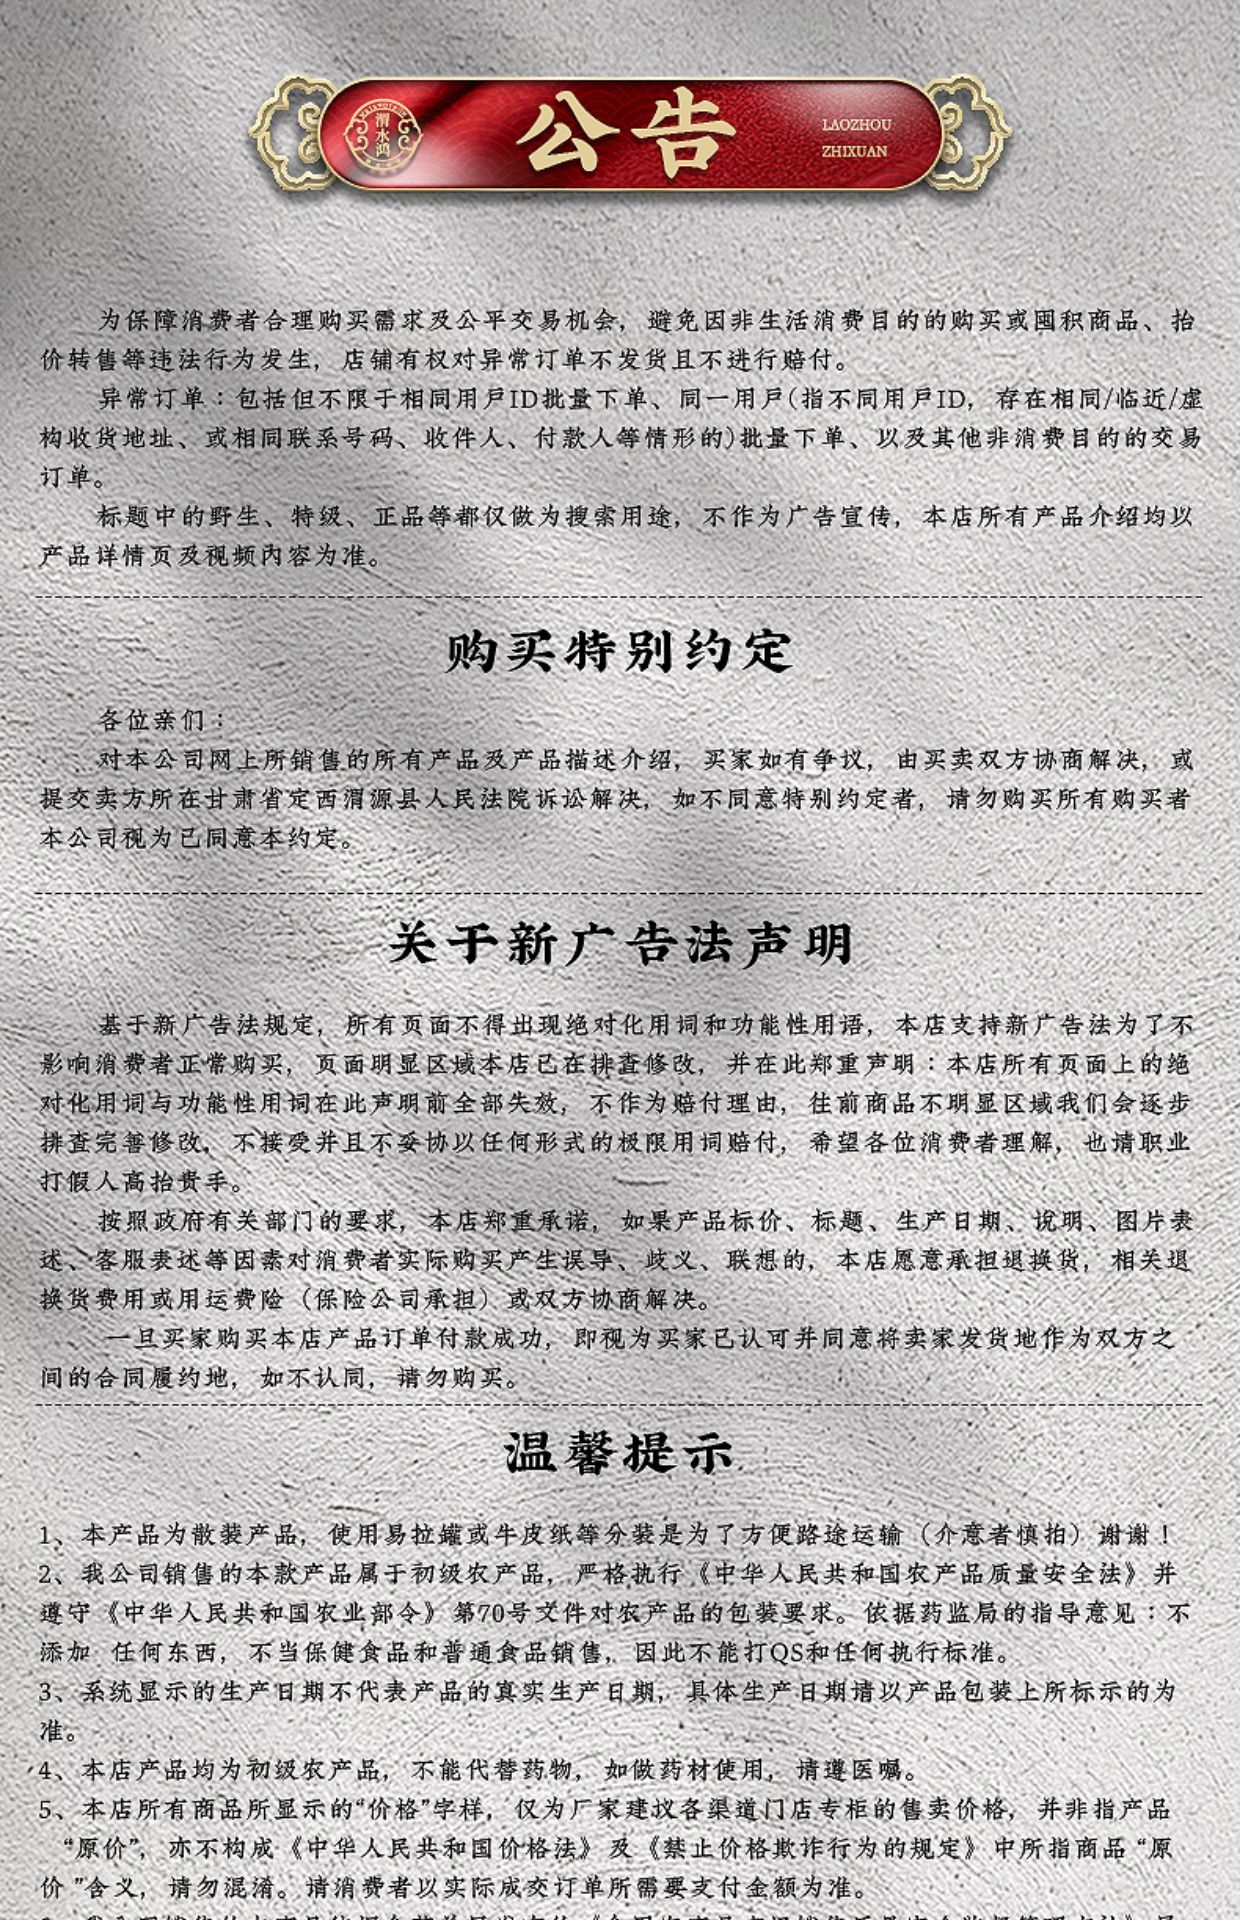 渭水鸿
公告
LAOZHOU
ZHIXUAN
为保障消费者合理购买需求及公平交易机会，避免因非生活消费目的的购买或囤积商品、抬
价转售等违法行为发生，店铺有权对异常订单不发货且不进行赔付。
异常订单：包括但不限于相同用户ID批量下单、同一用户(指不同用户ID，存在相同/临近/虚
构收货地址、或相同联系号码、收件人、付款人等情形的)批量下单、以及其他非消费目的的交易
订单。
标题中的野生、特级、正品等都仅做为搜索用途，不作为广告宣传，本店所有产品介绍均以
产品详情页及视频内容为准。
购买特别约定
各位亲们：
对本公司网上所销售的所有产品及产品描述介绍，买家如有争议，由买卖双方协商解决，或
提交卖方所在甘肃省定西渭源县人民法院诉讼解决，如不同意特别约定者，请勿购买所有购买者
本公司视为已同意本约定。
关于新广告法声明
基于新广告法规定，所有页面不得出现绝对化用词和功能性用语，本店支持新广告法为了不
影响消费者正常购买，页面明显区域本店已在排查修改，并在此郑重声明：本店所有页面上的绝
对化用词与功能性用词在此声明前全部失效，不作为赔付理由，往前商品不明显区域我们会逐步
排查完善修改，不接受并且不妥协以任何形式的极限用词赔付，希望各位消费者理解，也请职业
打假人高抬贵手。
按照政府有关部门的要求，本店郑重承诺，如果产品标价、标题、生产日期、说明、图片表
述、客服表述等因素对消费者实际购买产生误导、歧义、联想的，本店愿意承担退换货，相关退
换货费用或用运费险（保险公司承担）或双方协商解决。
一旦买家购买本店产品订单付款成功，即视为买家已认可并同意将卖家发货地作为双方之
间的合同履约地，如不认同，请勿购买。
温馨提示
1、本产品为散装产品，使用易拉罐或牛皮纸等分装是为了方便路途运输（介意者慎拍）谢谢！
2、我公司销售的本款产品属于初级农产品，严格执行《中华人民共和国农产品质量安全法》并
遵守《中华人民共和国农业部令》第70号文件对农产品的包装要求。依据药监局的指导意见：不
添加 任何东西，不当保健食品和普通食品销售，因此不能打QS和任何执行标准。
3、系统显示的生产日期不代表产品的真实生产日期，具体生产日期请以产品包装上所标示的为
准。
4、本店产品均为初级农产品，不能代替药物，如做药材使用，请遵医嘱。
5、本店所有商品所显示的“价格”字样，仅为厂家建议各渠道门店专柜的售卖价格，并非指产品
“原价”，亦不构成《中华人民共和国价格法》及《禁止价格欺诈行为的规定》中所指商品 “原
价 ”含义，请勿混淆。请消费者以实际成交订单所需要支付金额为准。